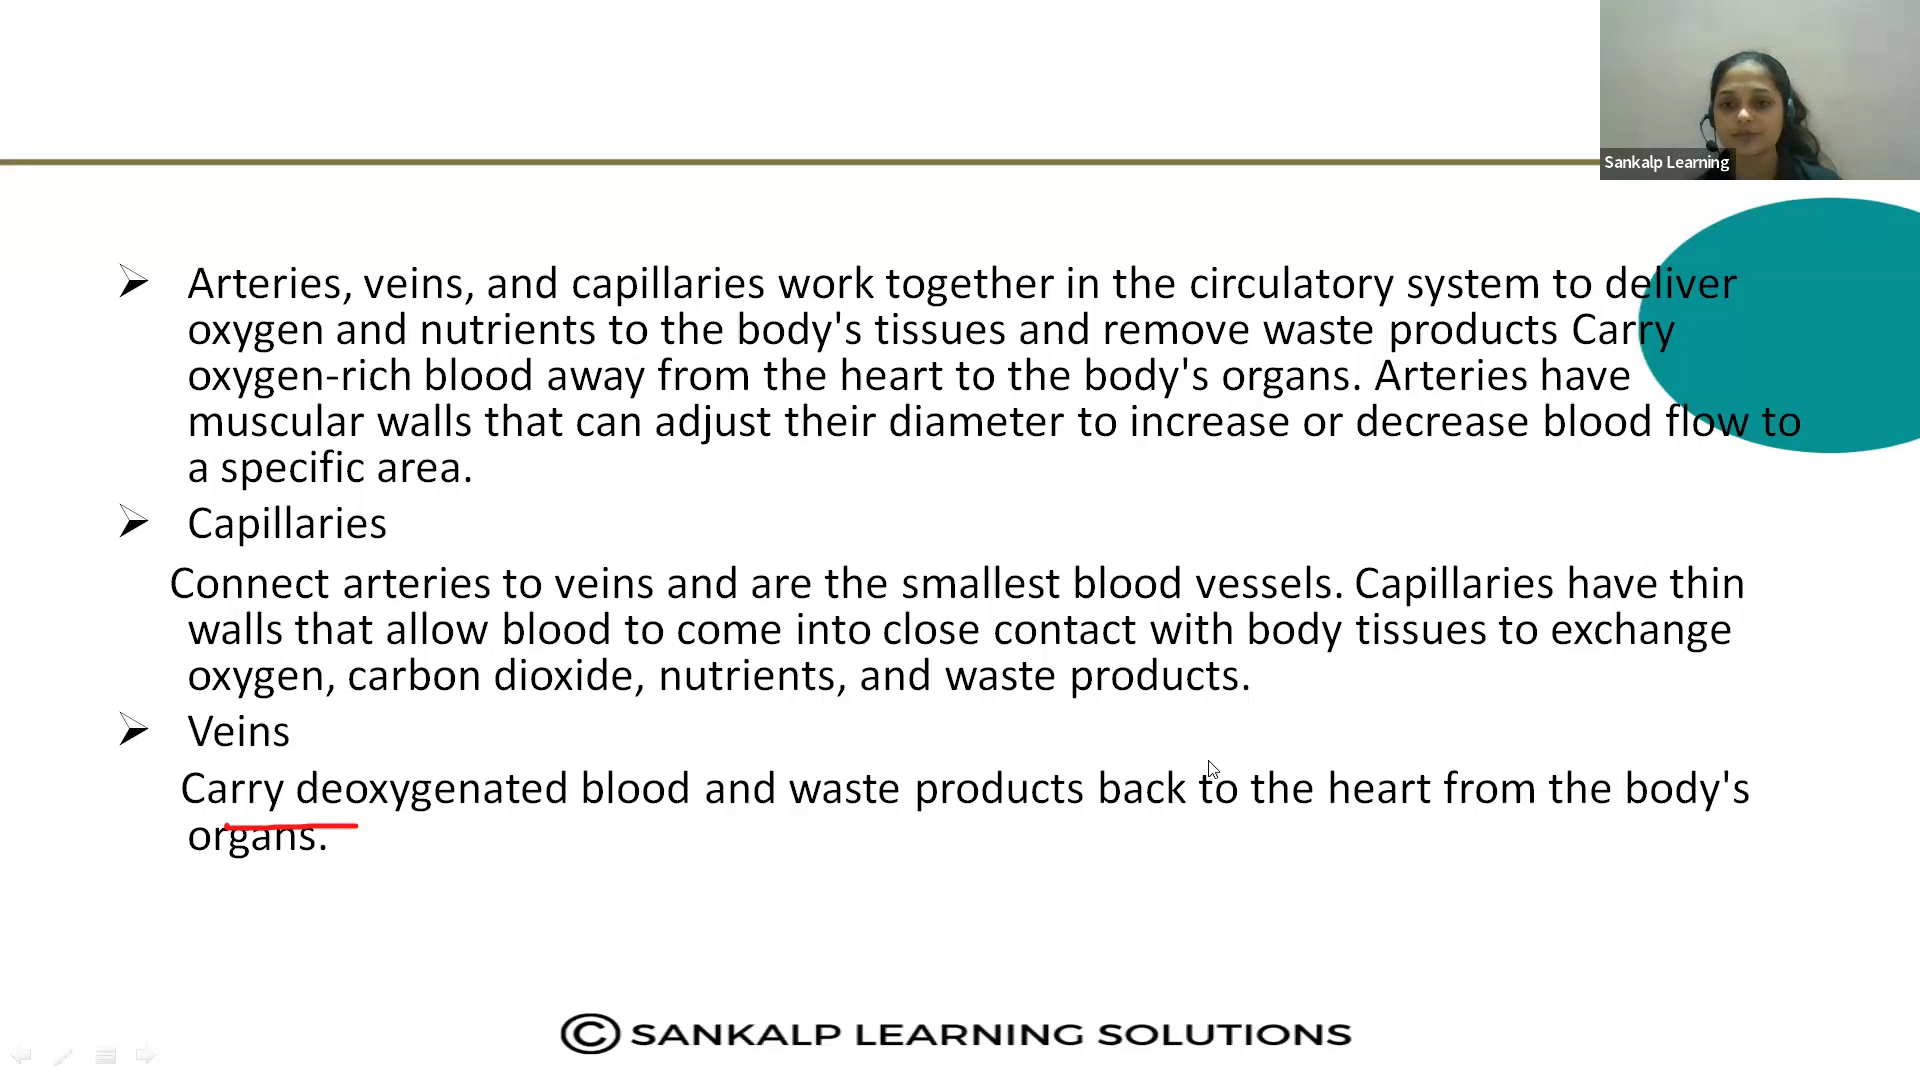 Sankalp Learning
Arteries, veins, and capillaries work together in the circulatory system to deliver
oxygen and nutrients to the body's tissues and remove waste products Carry
oxygen-rich blood away from the heart to the body's organs. Arteries have
muscular walls that can adjust their diameter to increase or decrease blood flow to
a specific area.
Capillaries
Connect arteries to veins and are the smallest blood vessels. Capillaries have thin
walls that allow blood to come into close contact with body tissues to exchange
oxygen, carbon dioxide, nutrients, and waste products.
Veins
Carry deoxygenated blood and waste products back to the heart from the body's
organs.
© SANKALP LEARNING SOLUTIONS